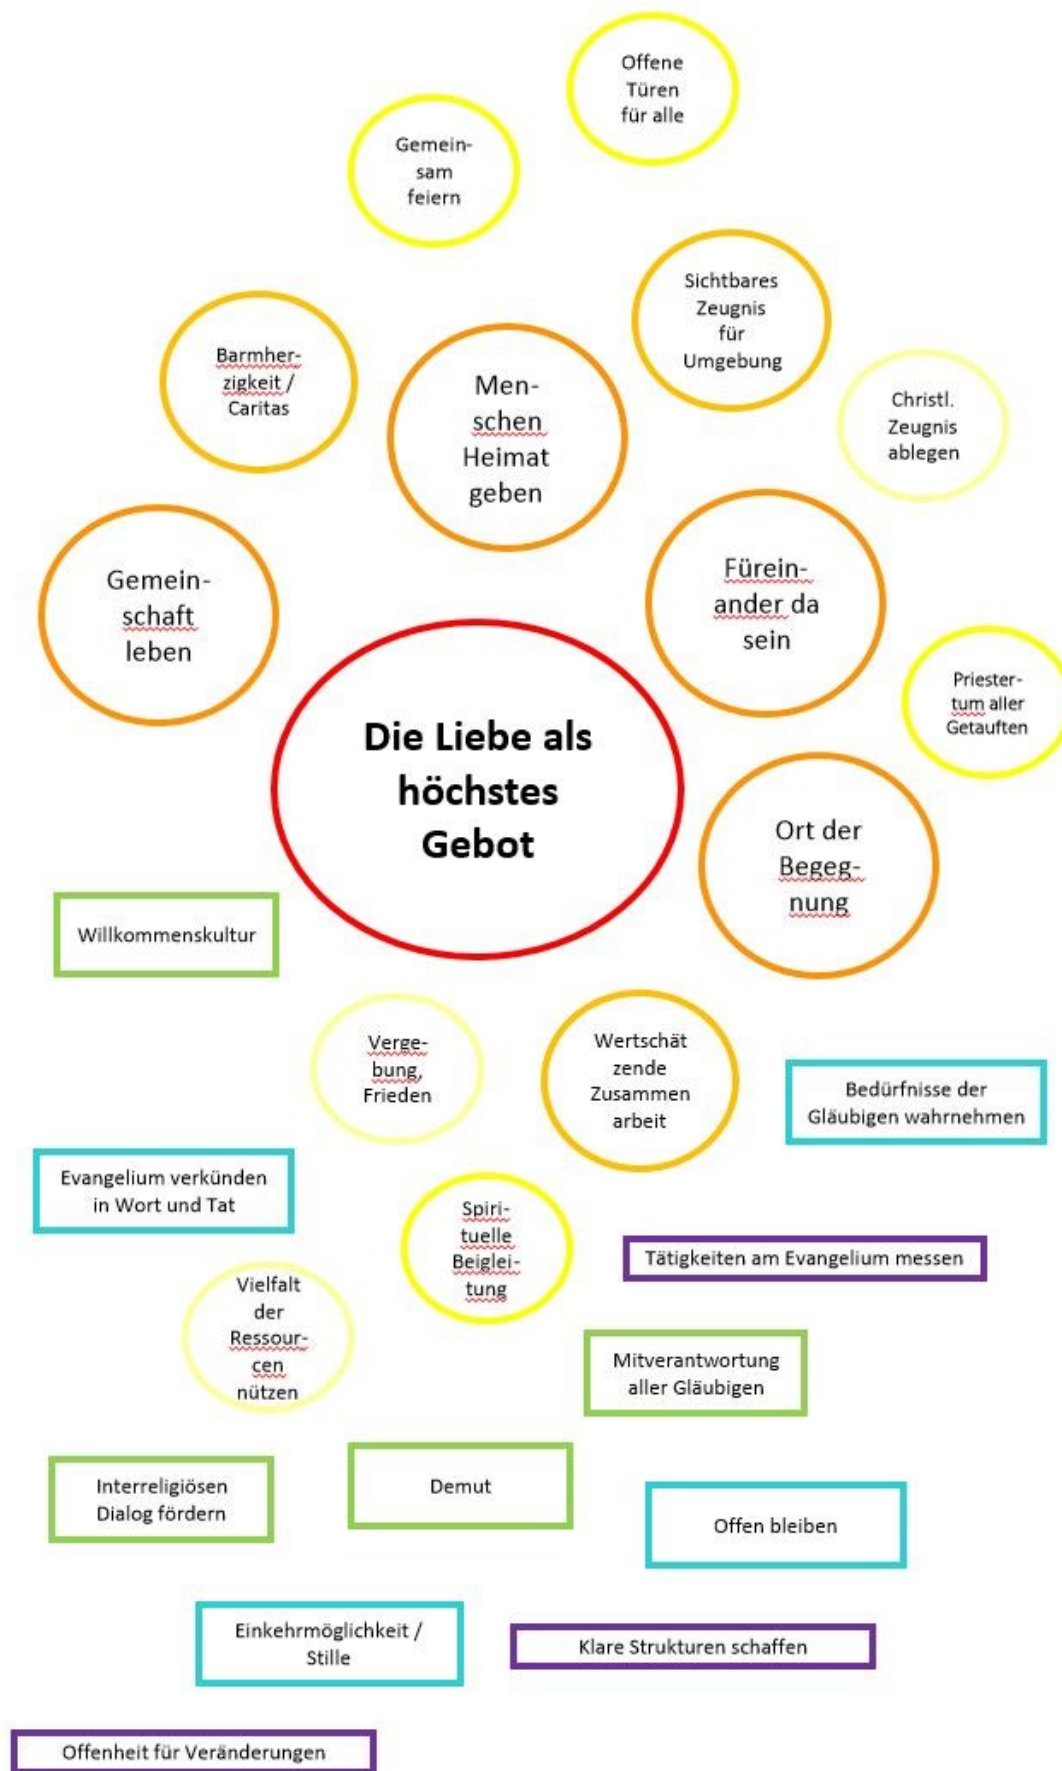 Offene
Türen
für alle
Gemein-
sam
feiern
Sichtbares
Zeugnis
für
Umgebung
Barmher-
zigkeit /
Caritas
Men-
schen
Heimat
geben
Christl.
Zeugnis
ablegen
Gemein-
schaft
leben
Fürein-
ander da
sein
Priester-
tum aller
Getauften
Die Liebe als
höchstes
Gebot
Ort der
Begeg-
nung
Willkommenskultur
Verge-
bung,
Frieden
Wertschät
zende
Zusammen
arbeit
Bedürfnisse der
Gläubigen wahrnehmen
Evangelium verkünden
in Wort und Tat
Spiri-
tuelle
Beiglei-
tung
Tätigkeiten am Evangelium messen
Vielfalt
der
Ressour-
cen
nützen
Mitverantwortung
aller Gläubigen
Interreligiösen
Dialog fördern
Demut
Offen bleiben
Einkehrmöglichkeit /
Stille
Klare Strukturen schaffen
Offenheit für Veränderungen